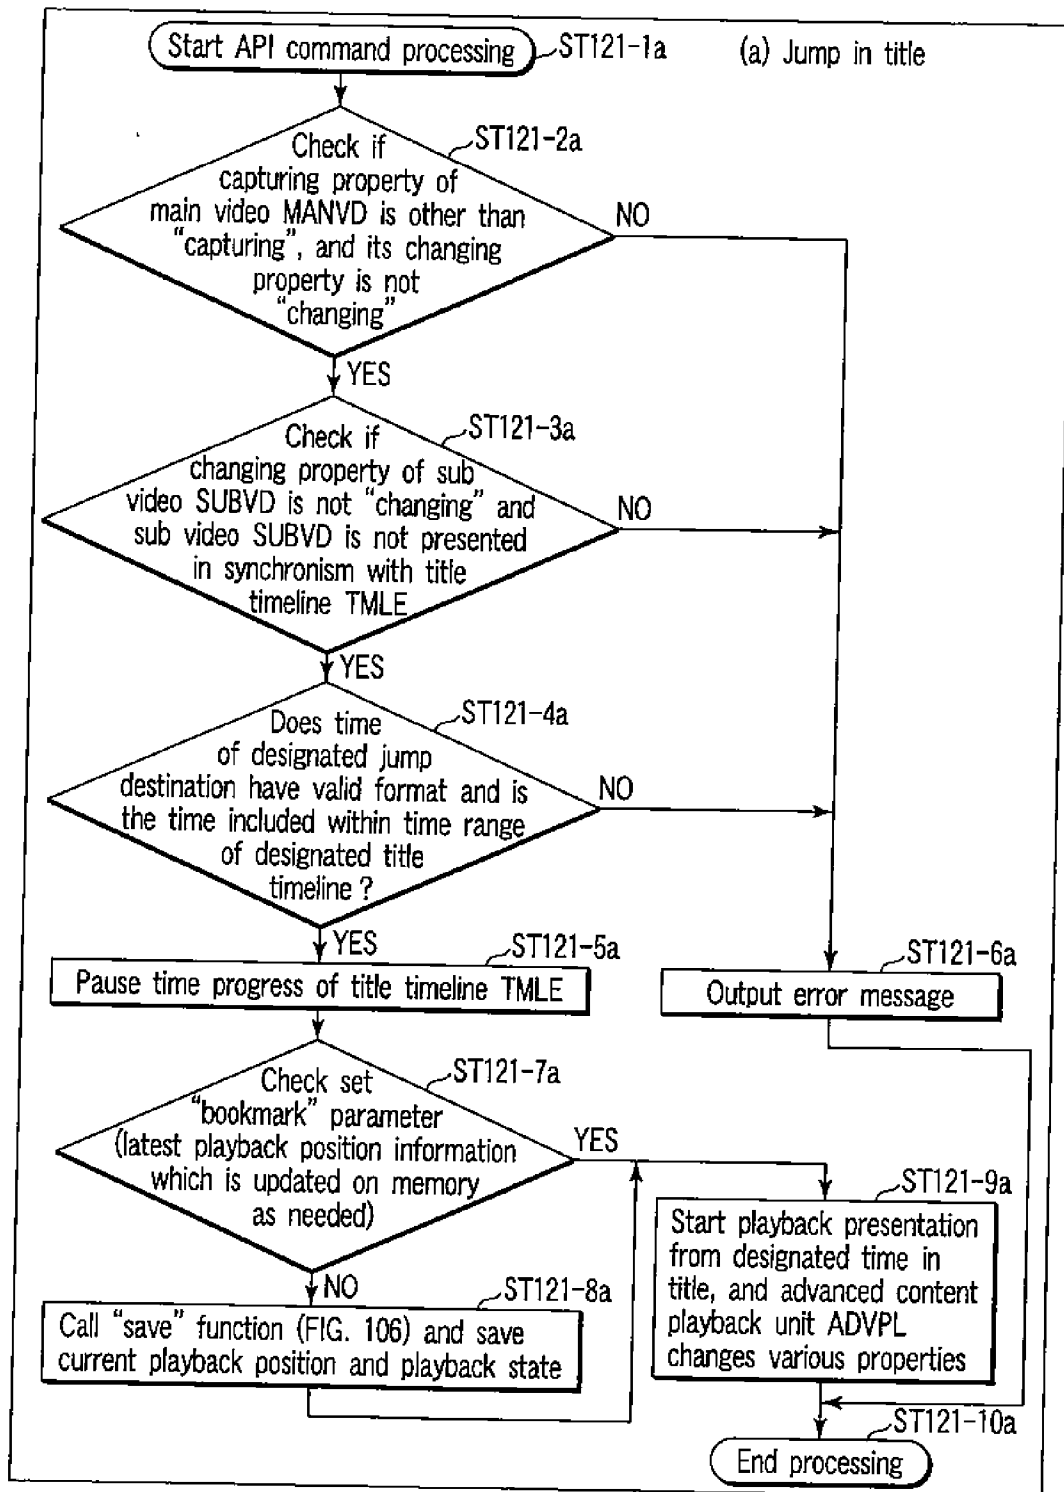 Start API command processing
ST121-1a
(a) Jump in title
ST121-2a
Check if
capturing property of
main video MANVD is other than
“capturing”, and its changing
property is not
“changing”
NO
YES
ST121-3a
Check if
changing property of sub
video SUBVD is not “changing” and
sub video SUBVD is not presented
in synchronism with title
timeline TMLE
NO
YES
ST121-4a
Does time
of designated jump
destination have valid format and is
the time included within time range
of designated title
timeline ?
NO
YES
ST121-5a
Pause time progress of title timeline TMLE
ST121-6a
Output error message
ST121-7a
Check set
“bookmark” parameter
(latest playback position information
which is updated on memory
as needed)
YES
NO
ST121-8a
Call “save” function (FIG. 106) and save
current playback position and playback state
ST121-9a
Start playback presentation
from designated time in
title, and advanced content
playback unit ADVPL
changes various properties
ST121-10a
End processing